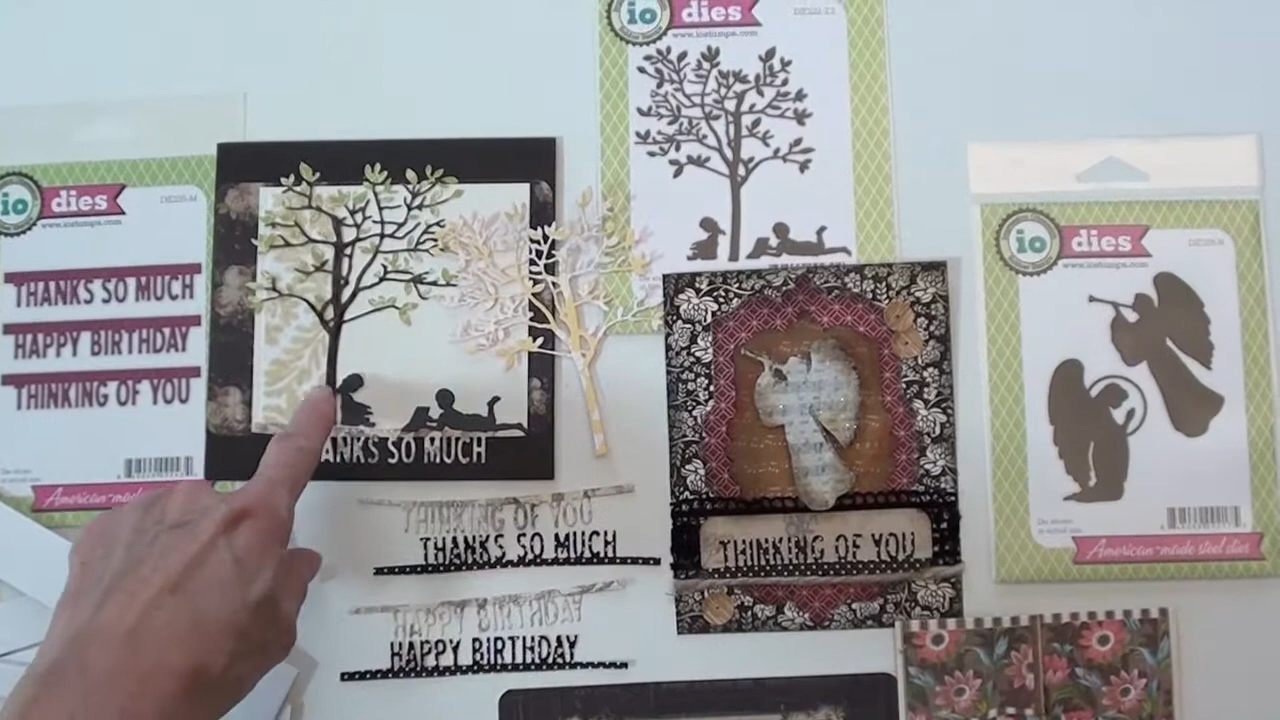 io dies
www.iostamps.com
THANKS SO MUCH
HAPPY BIRTHDAY
THINKING OF YOU
American-made
ANKS SO MUCH
io dies
www.iostamps.com
THINKING OF YOU
THANKS SO MUCH
HAPPY BIRTHDAY
HAPPY BIRTHDAY
THINKING OF YOU
io dies
www.iostamps.com
American-made steel dies